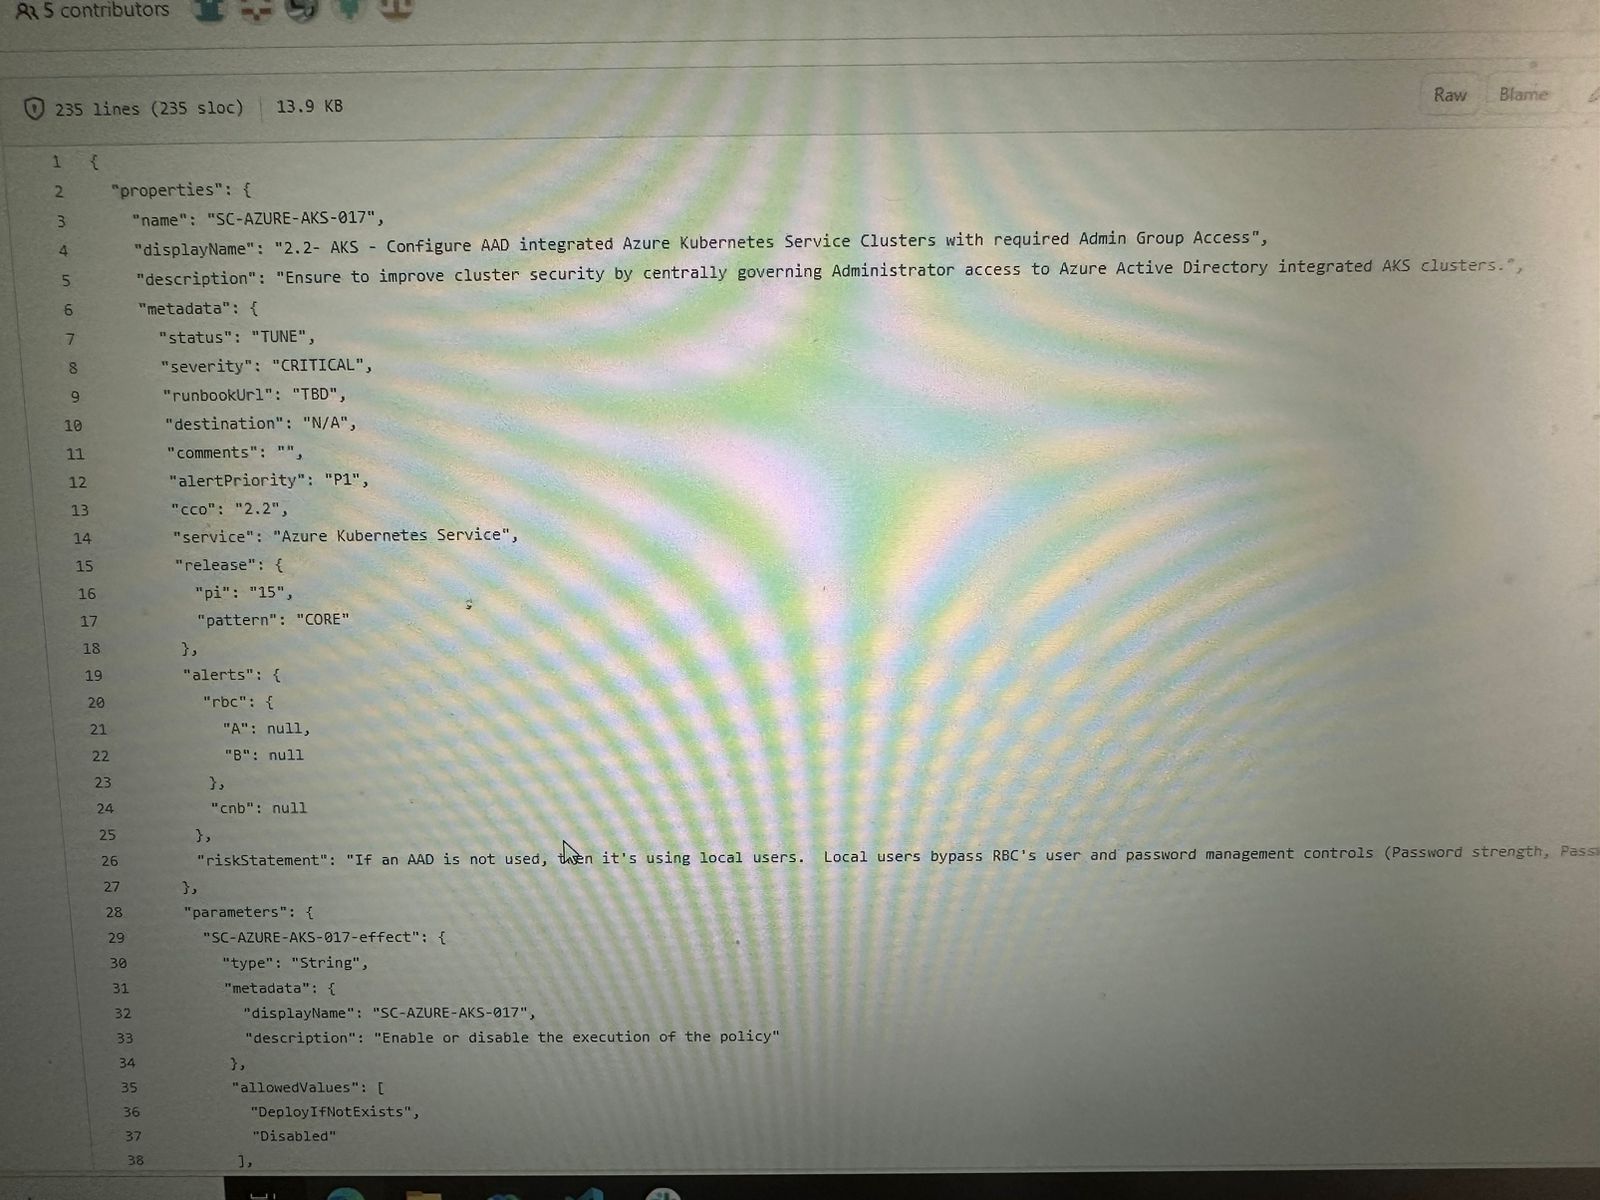 5 contributors
235 lines (235 sloc) 13.9 KB
Raw Blame
1 {
2 "properties": {
3 "name": "SC-AZURE-AKS-017",
4 "displayName": "2.2- AKS - Configure AAD integrated Azure Kubernetes Service Clusters with required Admin Group Access",
5 "description": "Ensure to improve cluster security by centrally governing Administrator access to Azure Active Directory integrated AKS clusters.",
6 "metadata": {
7 "status": "TUNE",
8 "severity": "CRITICAL",
9 "runbookUrl": "TBD",
10 "destination": "N/A",
11 "comments": "",
12 "alertPriority": "P1",
13 "cco": "2.2",
14 "service": "Azure Kubernetes Service",
15 "release": {
16 "pi": "15",
17 "pattern": "CORE"
18 },
19 "alerts": {
20 "rbc": {
21 "A": null,
22 "B": null
23 },
24 "cnb": null
25 },
26 "riskStatement": "If an AAD is not used, then it's using local users. Local users bypass RBC's user and password management controls (Password strength,
27 },
28 "parameters": {
29 "SC-AZURE-AKS-017-effect": {
30 "type": "String",
31 "metadata": {
32 "displayName": "SC-AZURE-AKS-017",
33 "description": "Enable or disable the execution of the policy"
34 },
35 "allowedValues": [
36 "DeployIfNotExists",
37 "Disabled"
38 ],